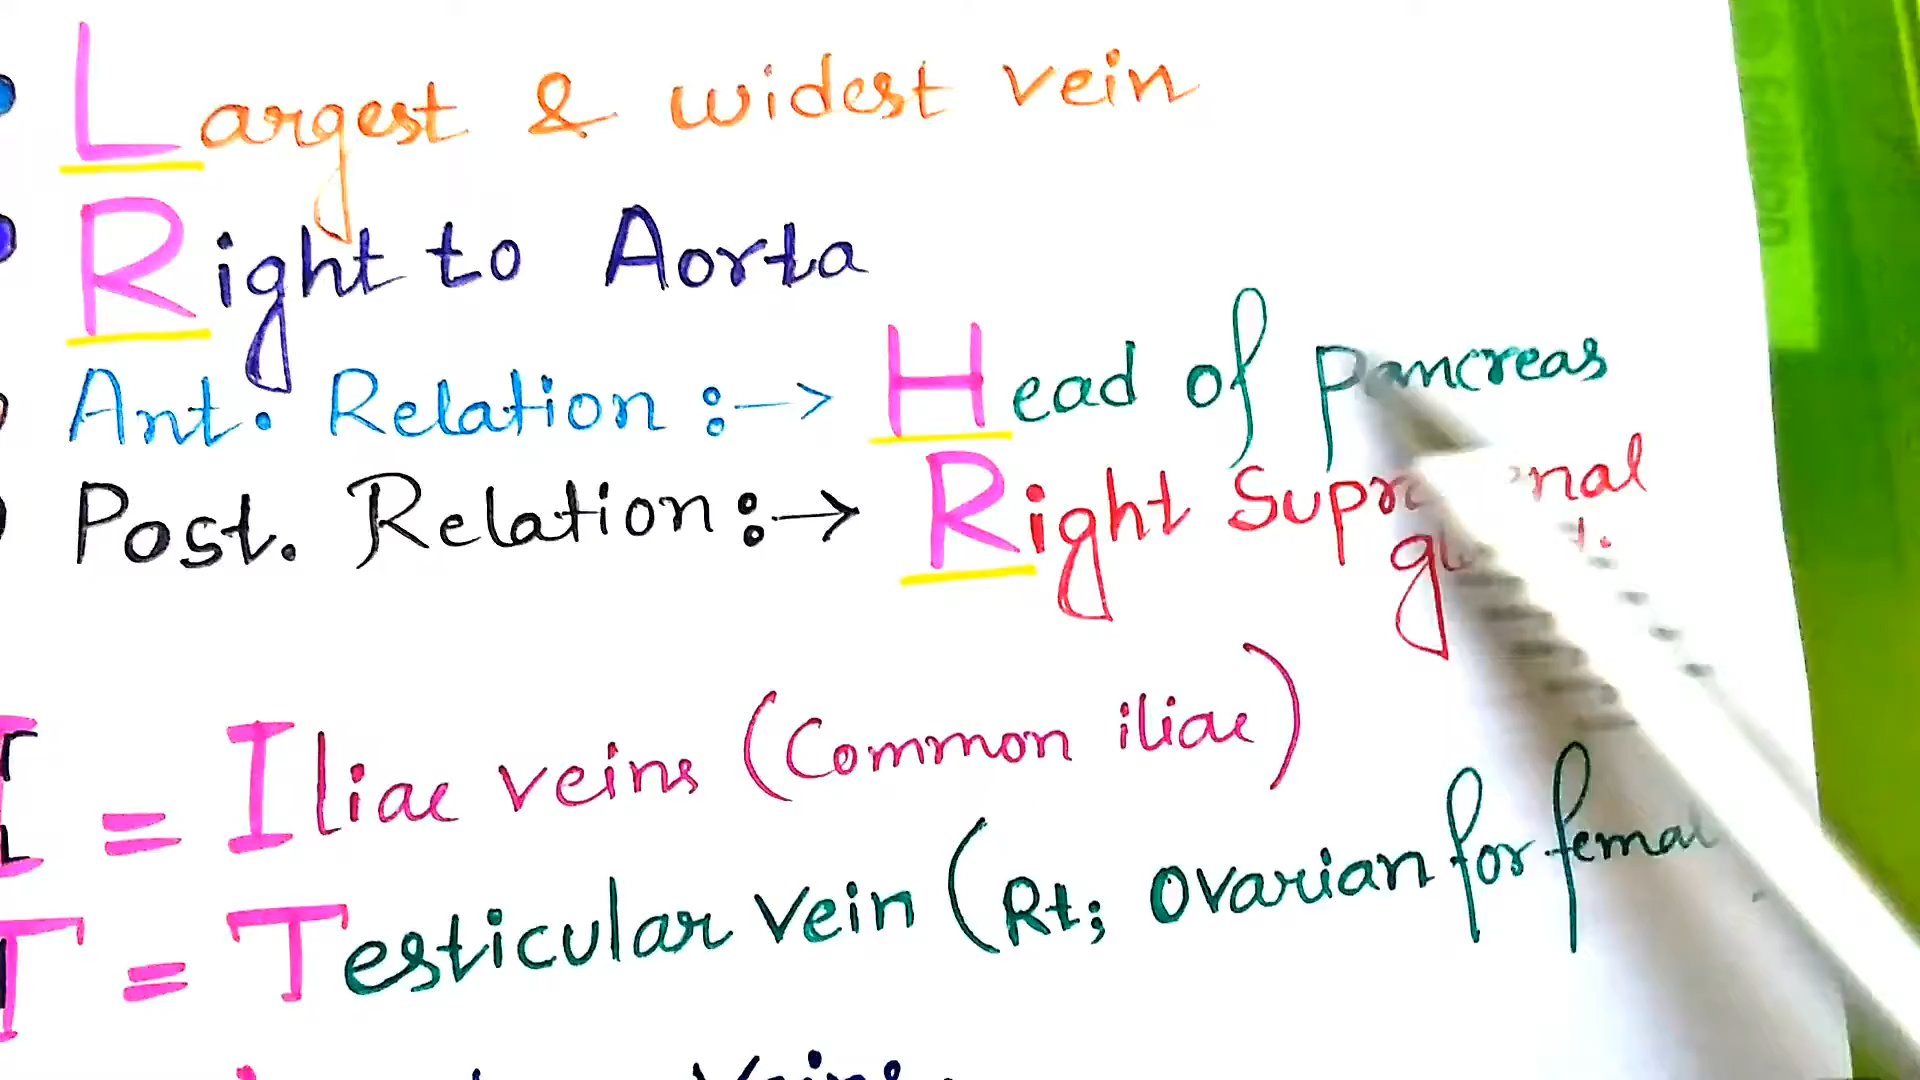 Largest & widest vein
Right to Aorta
Ant. Relation :→ Head of pancreas
Post. Relation :→ Right
I = Iliac veins (Common iliac)
T = Testicular vein (Rt; Ovarian for
Veins